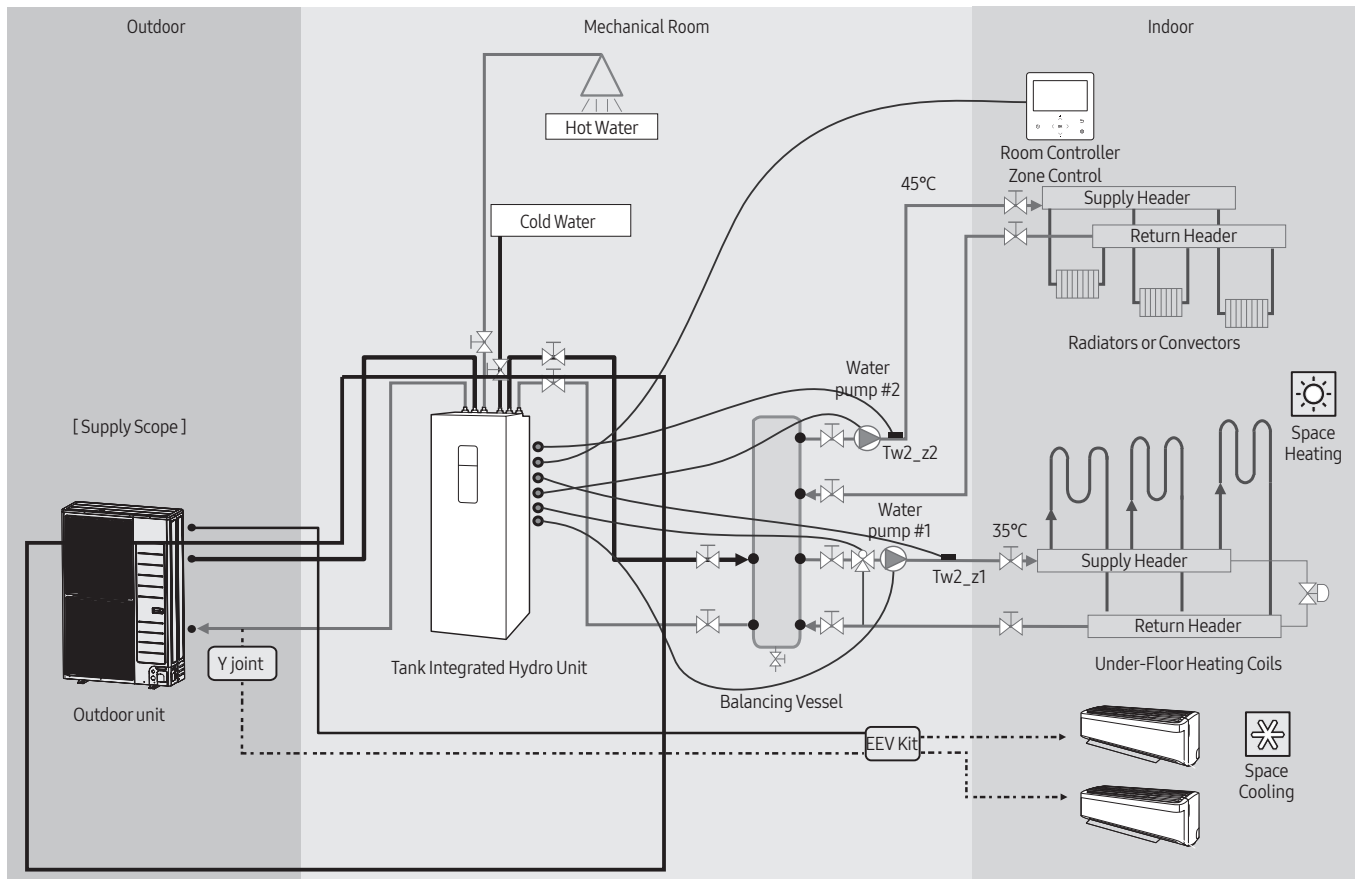 Outdoor
Mechanical Room
Indoor
Hot Water
Room Controller
Zone Control
45°C
Supply Header
Cold Water
Return Header
Radiators or Convectors
Water
pump #2
[ Supply Scope ]
Tw2_z2
Space
Heating
Water
pump #1
35°C
Supply Header
Tw2_z1
Return Header
Y joint
Tank Integrated Hydro Unit
Under-Floor Heating Coils
Outdoor unit
Balancing Vessel
EEV Kit
Space
Cooling